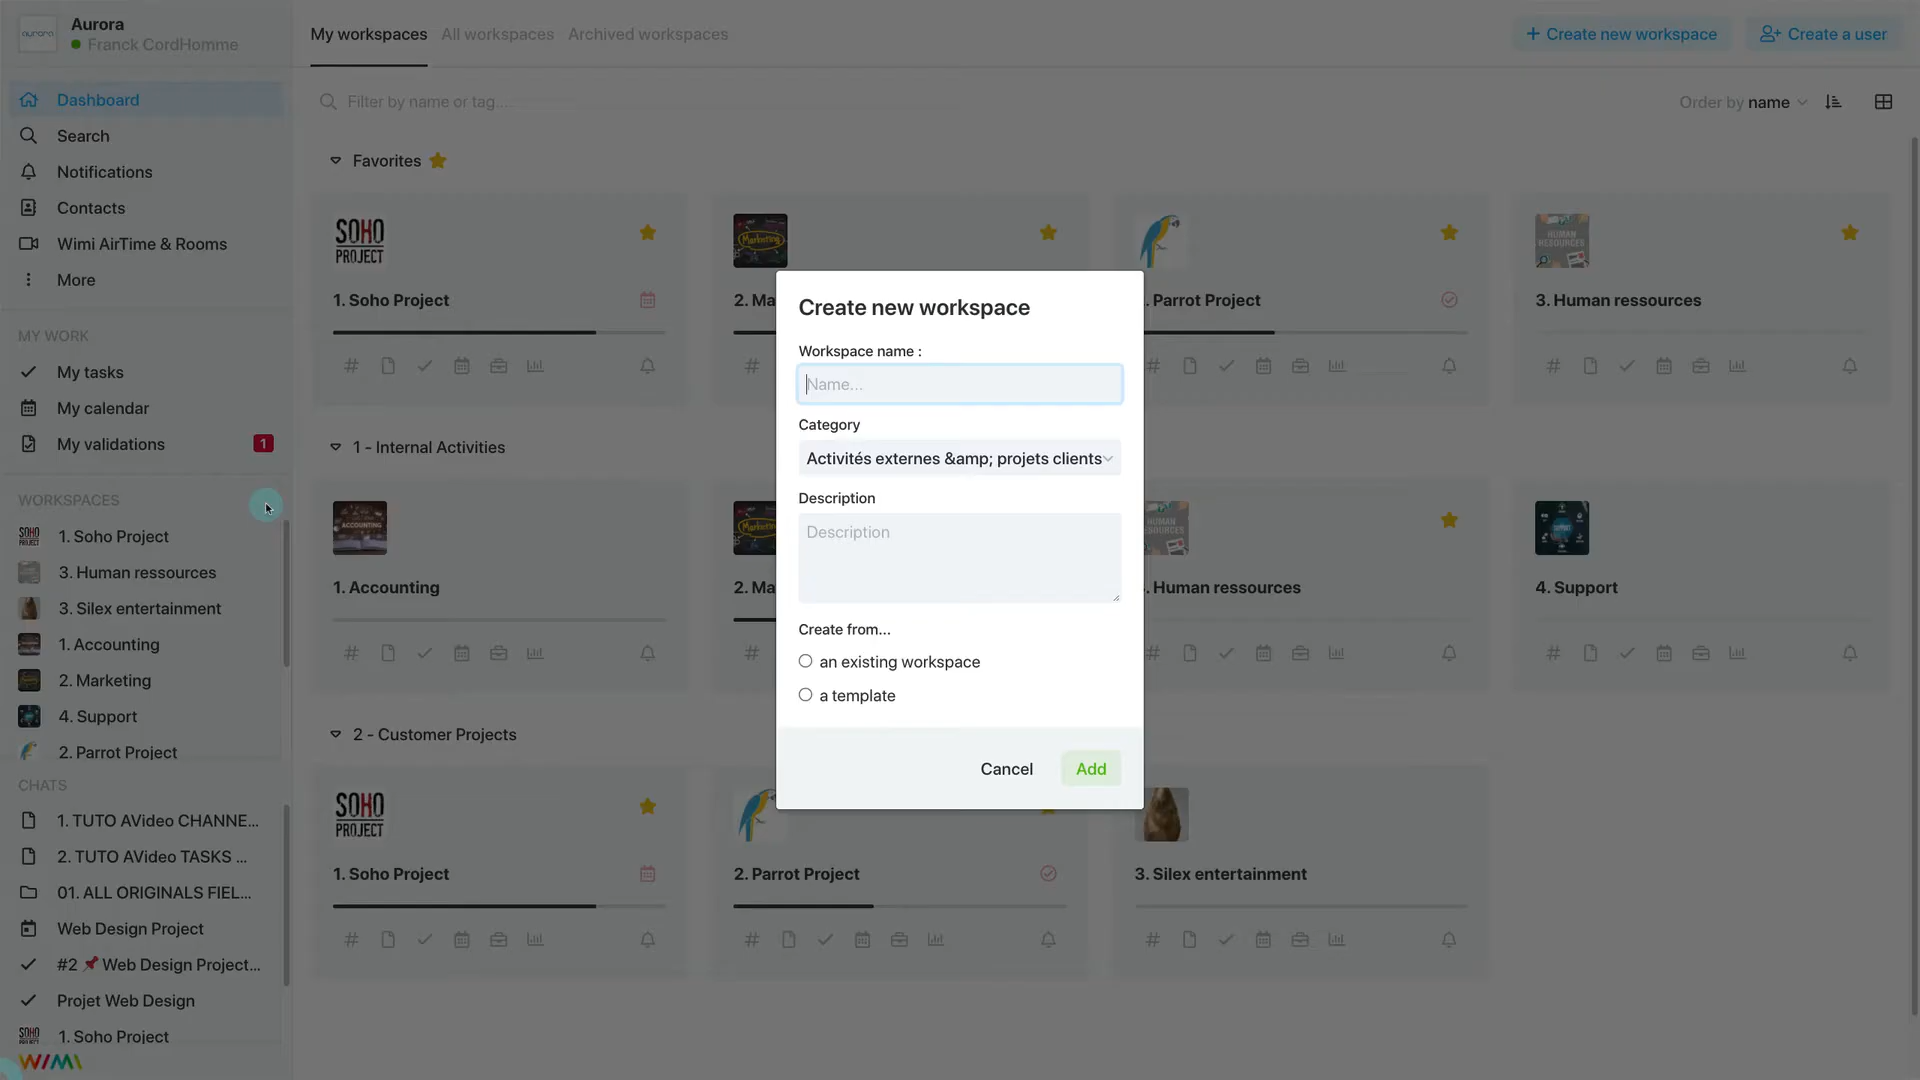 Aurora
Franck CordHomme
Dashboard
Search
Notifications
Contacts
Wimi AirTime & Rooms
More
MY WORK
My tasks
My calendar
My validations 1
WORKSPACES
1. Soho Project
3. Human ressources
3. Silex entertainment
1. Accounting
2. Marketing
4. Support
2. Parrot Project
CHATS
1. TUTO AVideo CHANNE...
2. TUTO AVideo TASKS ...
01. ALL ORIGINALS FIEL...
Web Design Project
#2 📌 Web Design Project...
Projet Web Design
1. Soho Project
WIMI
My workspaces All workspaces Archived workspaces
+ Create new workspace Create a user
Filter by name or tag....
Order by name
Favorites
SOHO PROJECT
Marketing
HUMAN RESOURCES
1. Soho Project
2. Ma
. Parrot Project
3. Human ressources
1 - Internal Activities
ACCOUNTING
1. Accounting
2. Ma
. Human ressources
4. Support
2 - Customer Projects
SOHO PROJECT
1. Soho Project
2. Parrot Project
3. Silex entertainment
Create new workspace
Workspace name :
Name...
Category
Activités externes &amp; projets clients
Description
Description
Create from...
an existing workspace
a template
Cancel Add